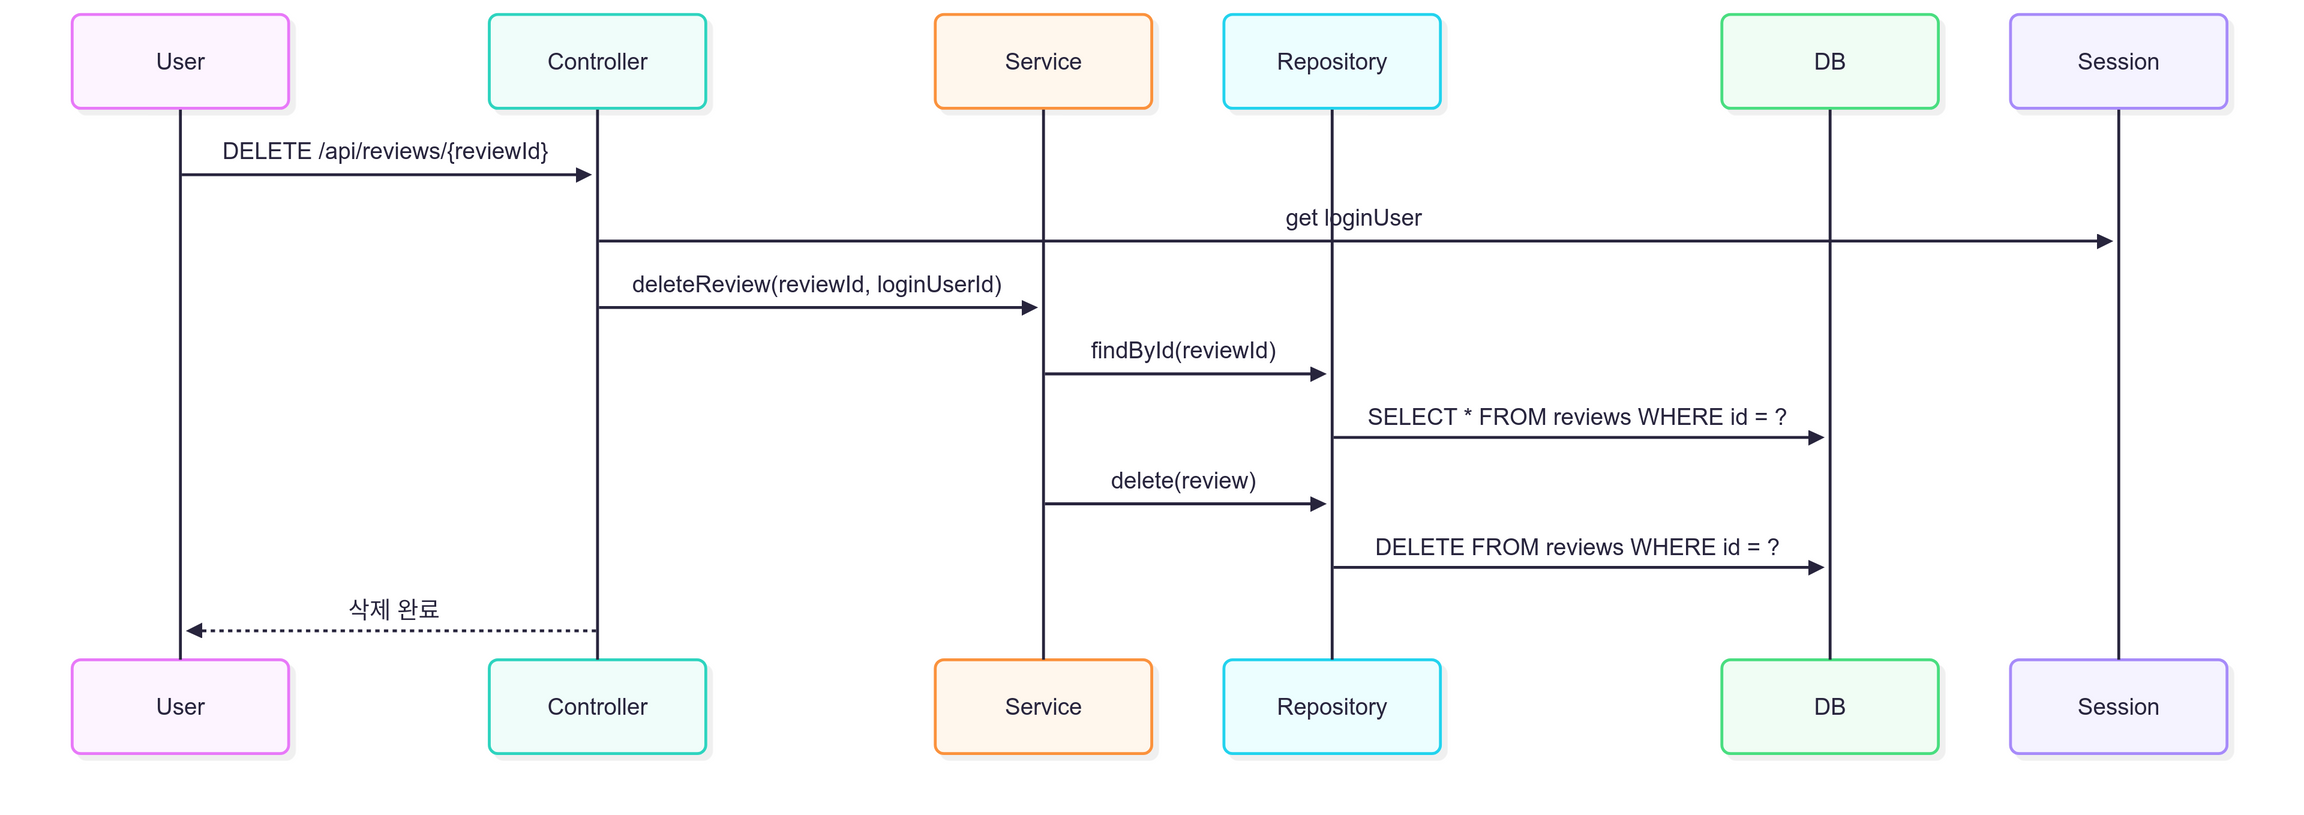 User
Controller
Service
Repository
DB
Session
DELETE /api/reviews/{reviewId}
get loginUser
deleteReview(reviewId, loginUserId)
findById(reviewId)
SELECT * FROM reviews WHERE id = ?
delete(review)
DELETE FROM reviews WHERE id = ?
삭제 완료
User
Controller
Service
Repository
DB
Session